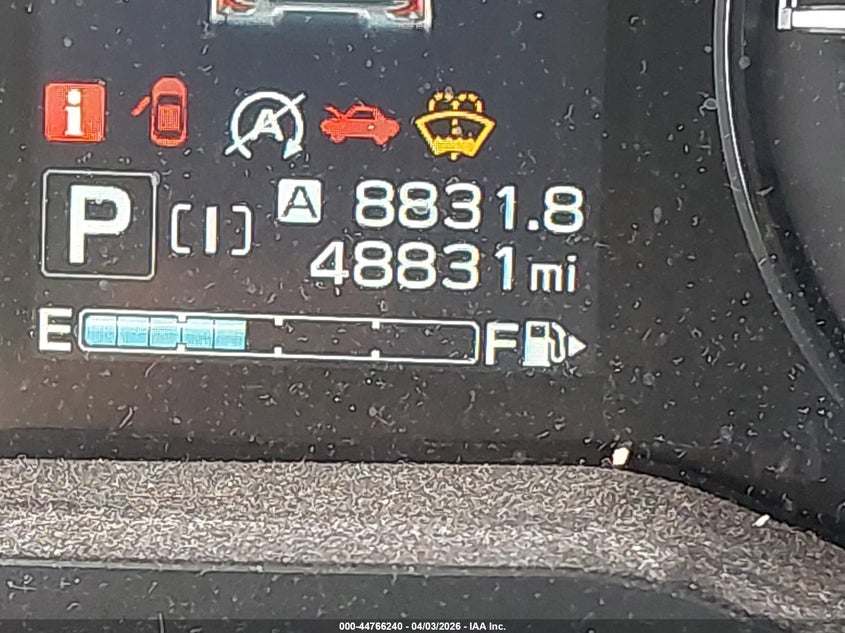 i
A
P [I] A 8831.8
48831 mi
E F
000-44766240 - 04/03/2026 - IAA Inc.